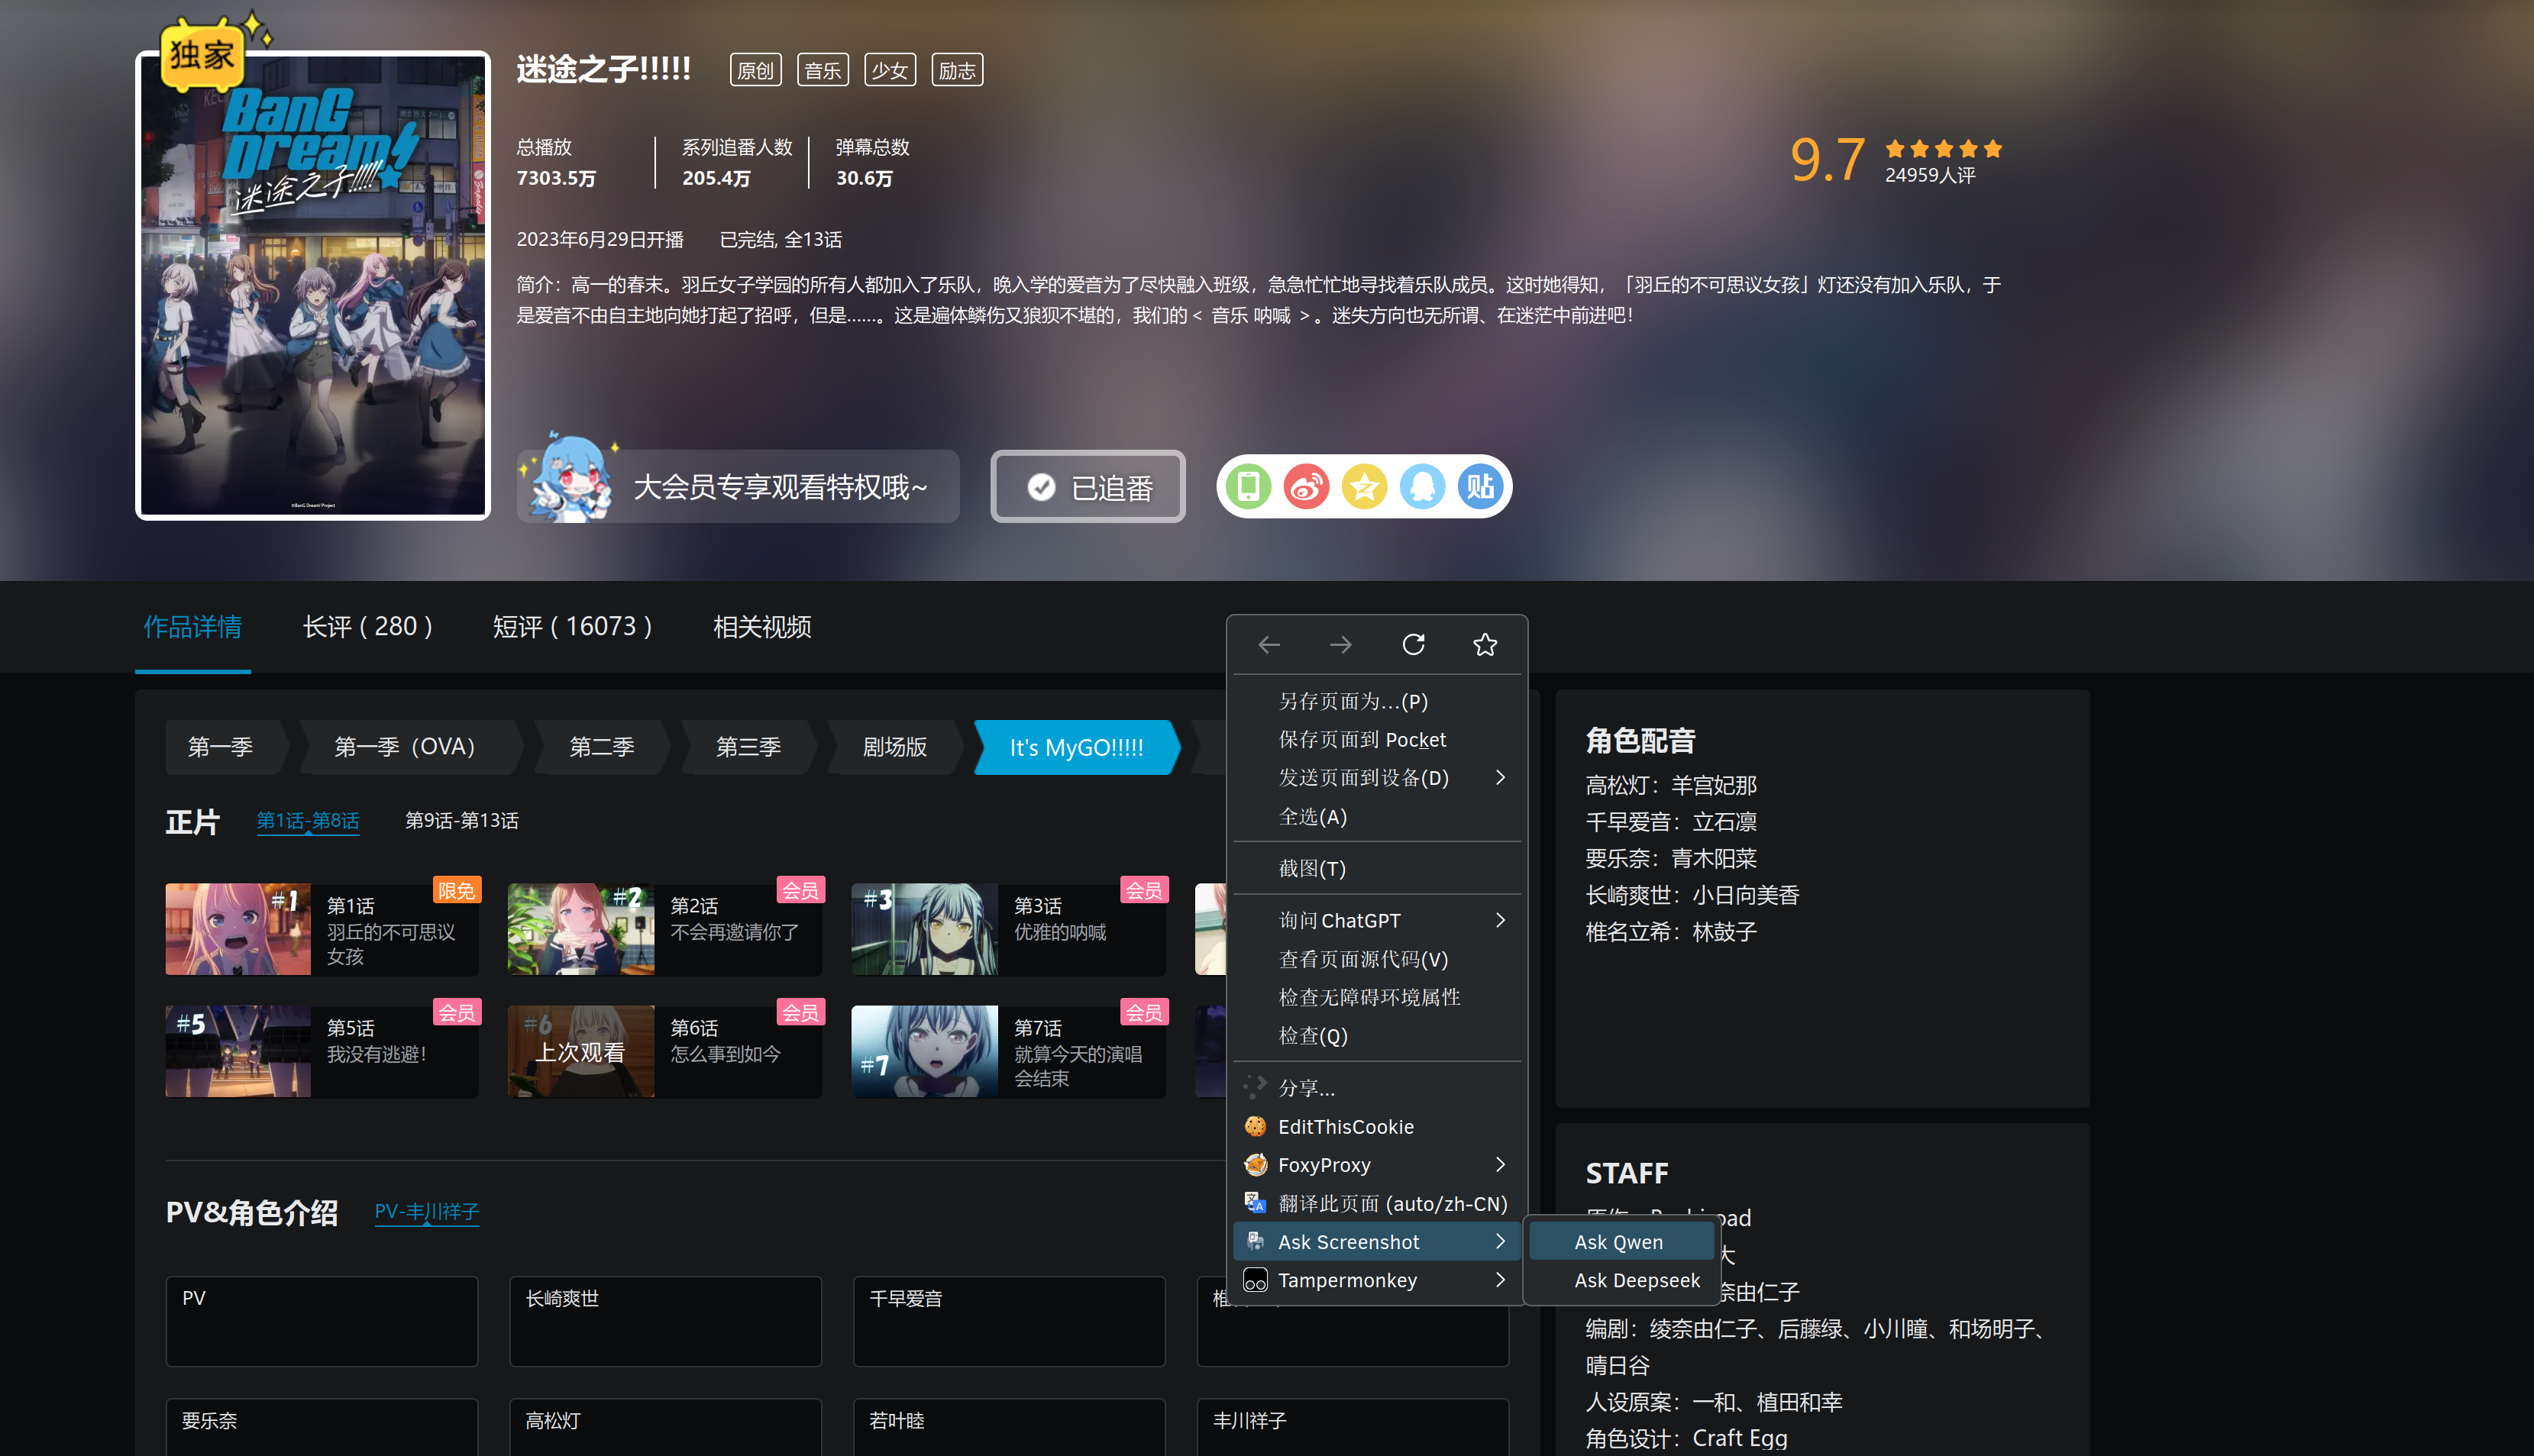 独家
BanG
Dream!
迷途之子!!!!!
©BanG Dream! Project
迷途之子!!!!!
原创
音乐
少女
励志
总播放
7303.5万
系列追番人数
205.4万
弹幕总数
30.6万
9.7
24959人评
2023年6月29日开播 已完结, 全13话
简介：高一的春末。羽丘女子学园的所有人都加入了乐队，晚入学的爱音为了尽快融入班级，急急忙忙地寻找着乐队成员。这时她得知，「羽丘的不可思议女孩」灯还没有加入乐队，于
是爱音不由自主地向她打起了招呼，但是……。这是遍体鳞伤又狼狈不堪的，我们的＜ 音乐 呐喊 ＞。迷失方向也无所谓、在迷茫中前进吧！
大会员专享观看特权哦~
已追番
贴
作品详情
长评 ( 280 )
短评 ( 16073 )
相关视频
第一季
第一季（OVA）
第二季
第三季
剧场版
It's MyGO!!!!!
正片
第1话-第8话
第9话-第13话
#1
第1话
羽丘的不可思议
女孩
限免
#2
第2话
不会再邀请你了
会员
#3
第3话
优雅的呐喊
会员
#5
第5话
我没有逃避！
会员
#6
上次观看
第6话
怎么事到如今
会员
#7
第7话
就算今天的演唱
会结束
会员
PV&角色介绍
PV-丰川祥子
PV
长崎爽世
千早爱音
要乐奈
高松灯
若叶睦
丰川祥子
另存页面为...(P)
保存页面到 Pocket
发送页面到设备(D)
全选(A)
截图(T)
询问 ChatGPT
查看页面源代码(V)
检查无障碍环境属性
检查(Q)
分享...
EditThisCookie
FoxyProxy
翻译此页面 (auto/zh-CN)
Ask Screenshot
Tampermonkey
Ask Qwen
Ask Deepseek
角色配音
高松灯：羊宫妃那
千早爱音：立石凛
要乐奈：青木阳菜
长崎爽世：小日向美香
椎名立希：林鼓子
STAFF
奈由仁子
编剧：绫奈由仁子、后藤绿、小川瞳、和场明子、
晴日谷
人设原案：一和、植田和幸
角色设计：Craft Egg